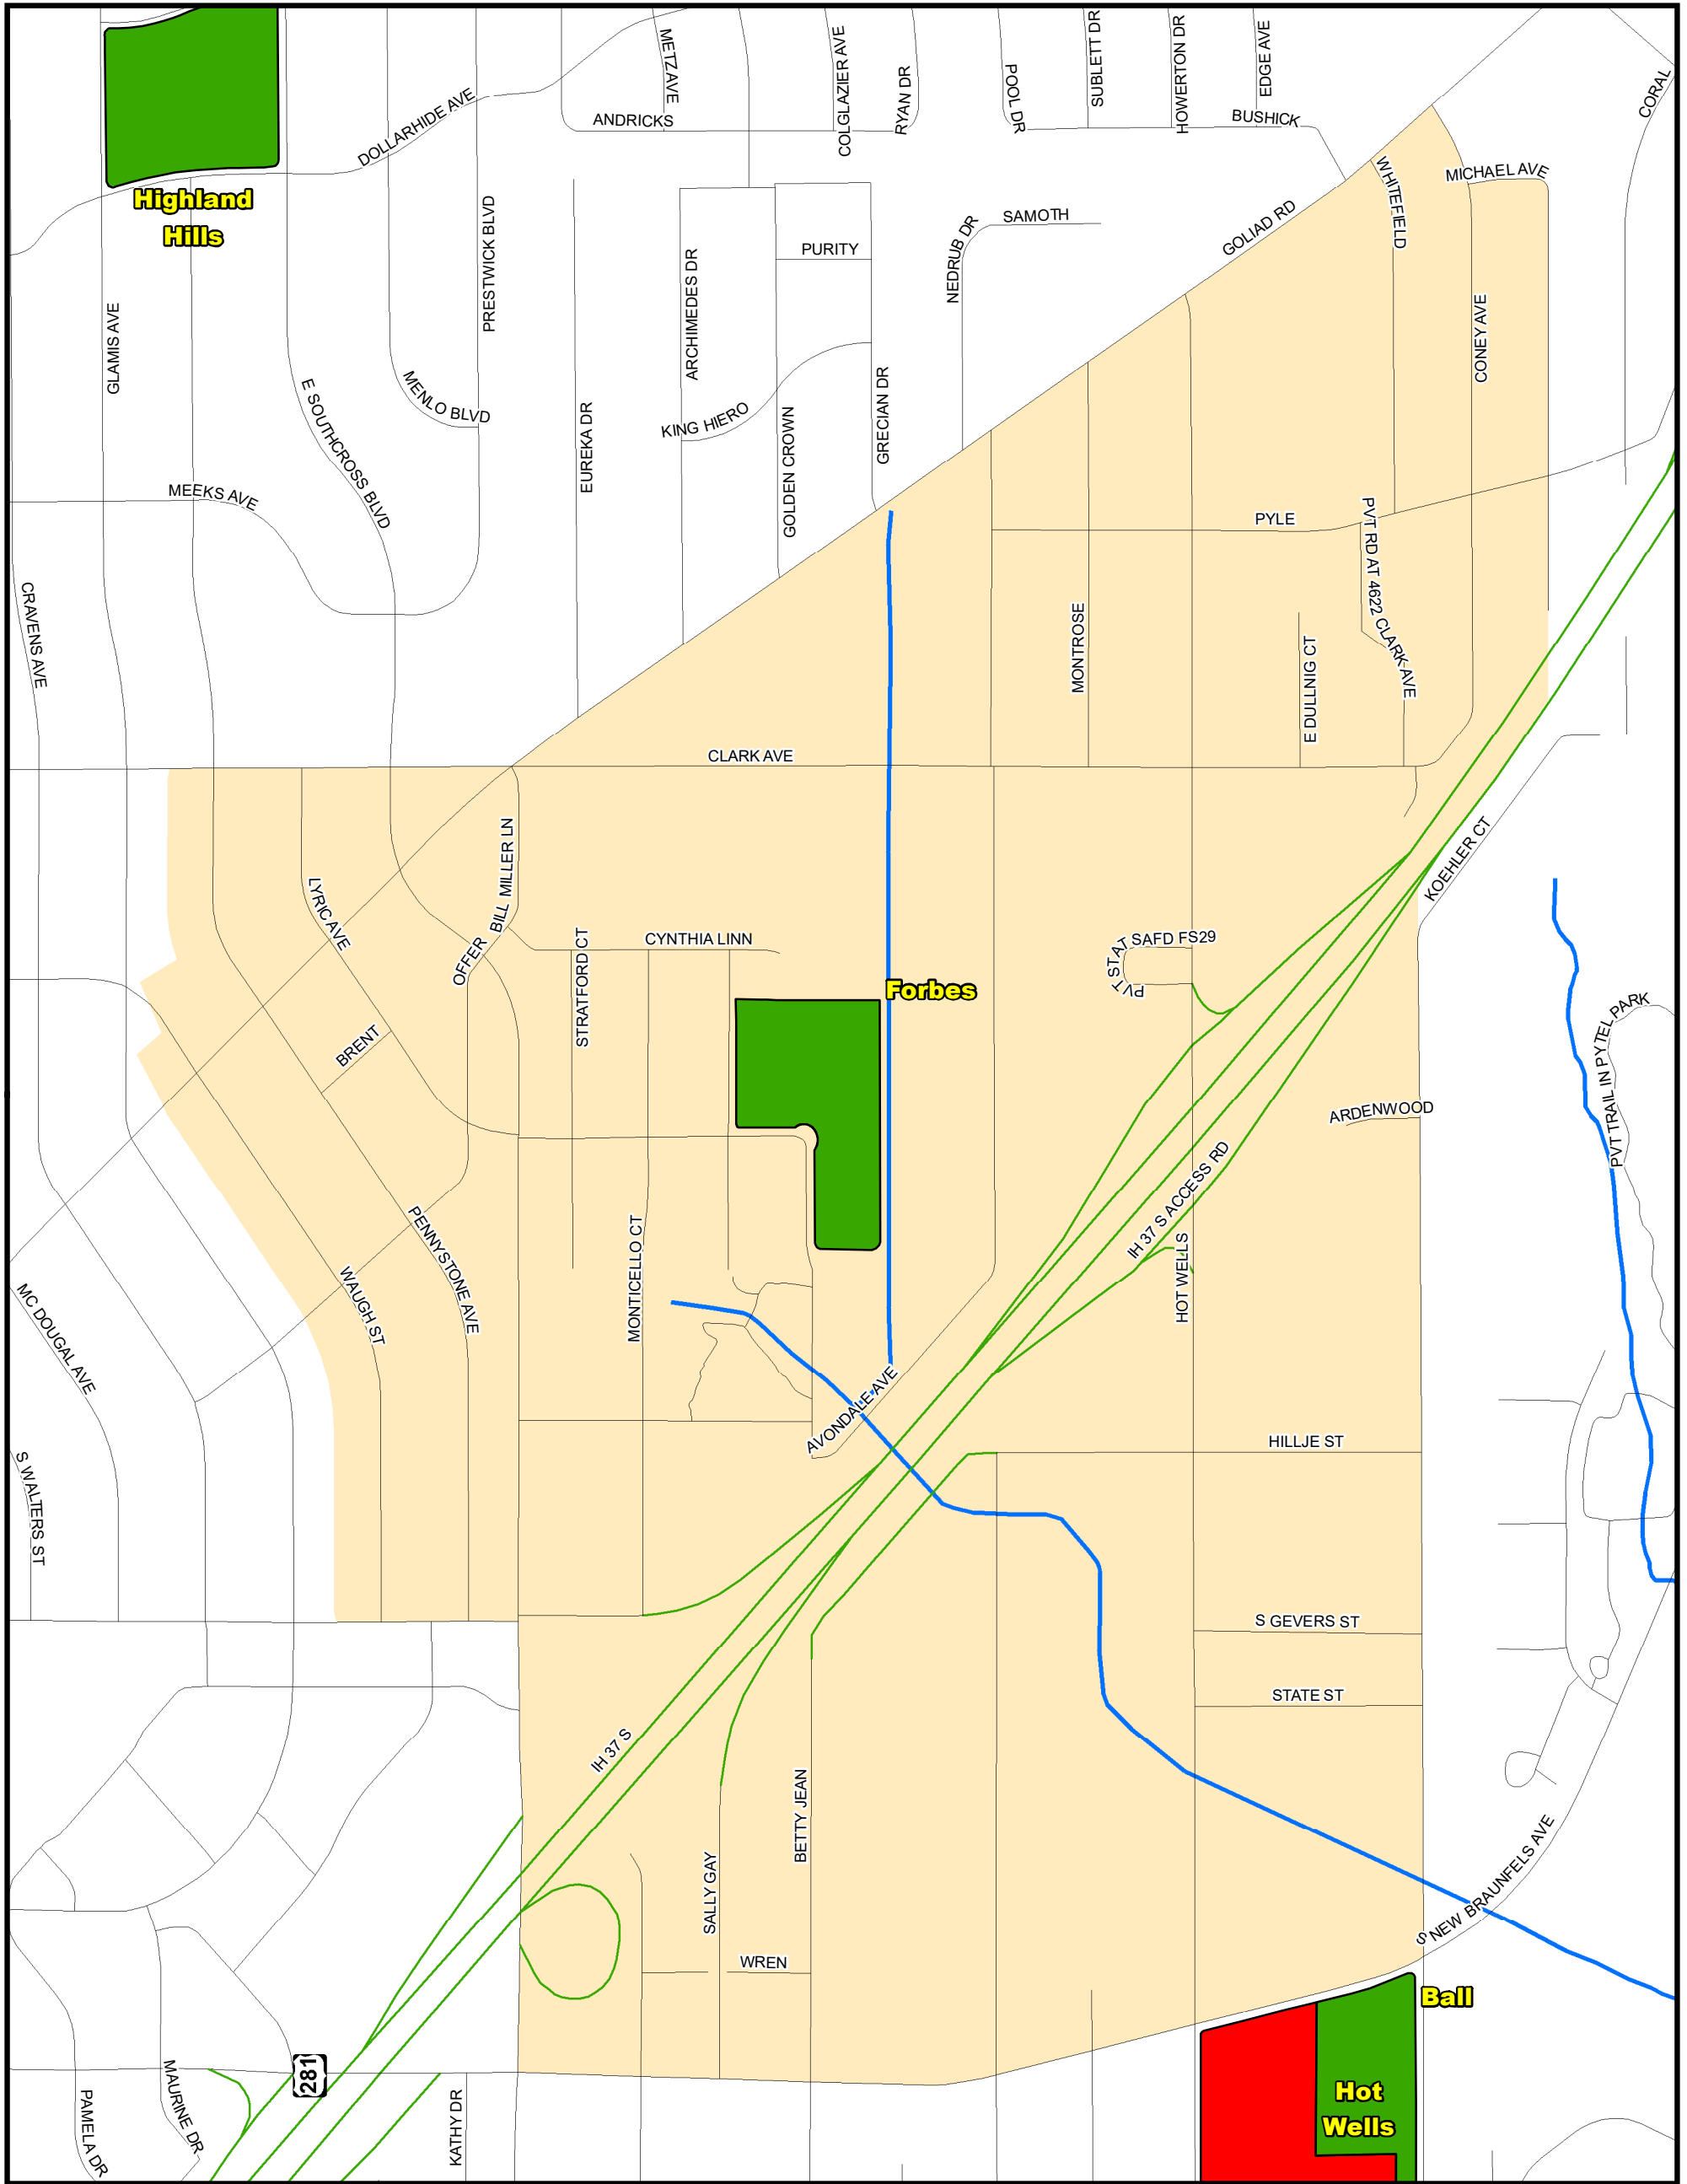 METZ AVE
COLGLAZIER AVE
RYAN DR
POOL DR
SUBLETT DR
HOWERTON DR
EDGE AVE
CORAL
DOLLARHIDE AVE
ANDRICKS
BUSHICK
Highland
Hills
WHITEFIELD
MICHAEL AVE
PRESTWICK BLVD
SAMOTH
GOLIAD RD
NEDRUB DR
PURITY
ARCHIMEDES DR
GLAMIS AVE
CONEY AVE
E SOUTHCROSS BLVD
MENLO BLVD
KING HIERO
EUREKA DR
GOLDEN CROWN
GRECIAN DR
MEEKS AVE
PYLE
PVT RD AT 4622 CLARK AVE
CRAVENS AVE
MONTROSE
E DULLNIG CT
CLARK AVE
BILL MILLER LN
KOEHLER CT
LYRIC AVE
OFFER
STRATFORD CT
CYNTHIA LINN
PVT ST AT SAFD FS29
Forbes
BRENT
PVT TRAIL IN PYTEL PARK
ARDENWOOD
IH 37 S ACCESS RD
PENNYSTONE AVE
WAUGH ST
MONTICELLO CT
HOT WELLS
MC DOUGAL AVE
AVONDALE AVE
HILLJE ST
S WALTERS ST
S GEVERS ST
STATE ST
IH 37 S
BETTY JEAN
SALLY GAY
S NEW BRAUNFELS AVE
WREN
Ball
281
Hot
Wells
PAMELA DR
MAURINE DR
KATHY DR